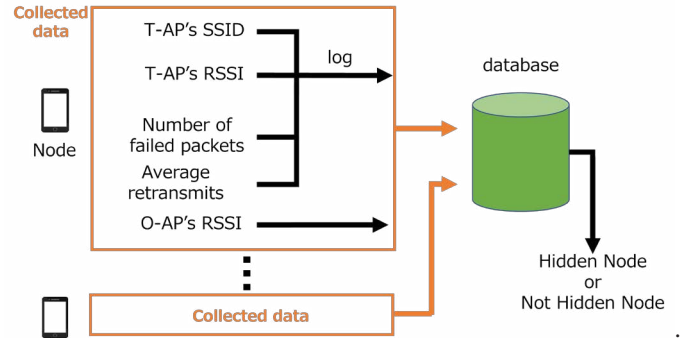 Collected
data
T-AP's SSID
T-AP's RSSI
log
Number of
failed packets
Average
retransmits
O-AP's RSSI
Node
database
Hidden Node
or
Not Hidden Node
Collected data
.